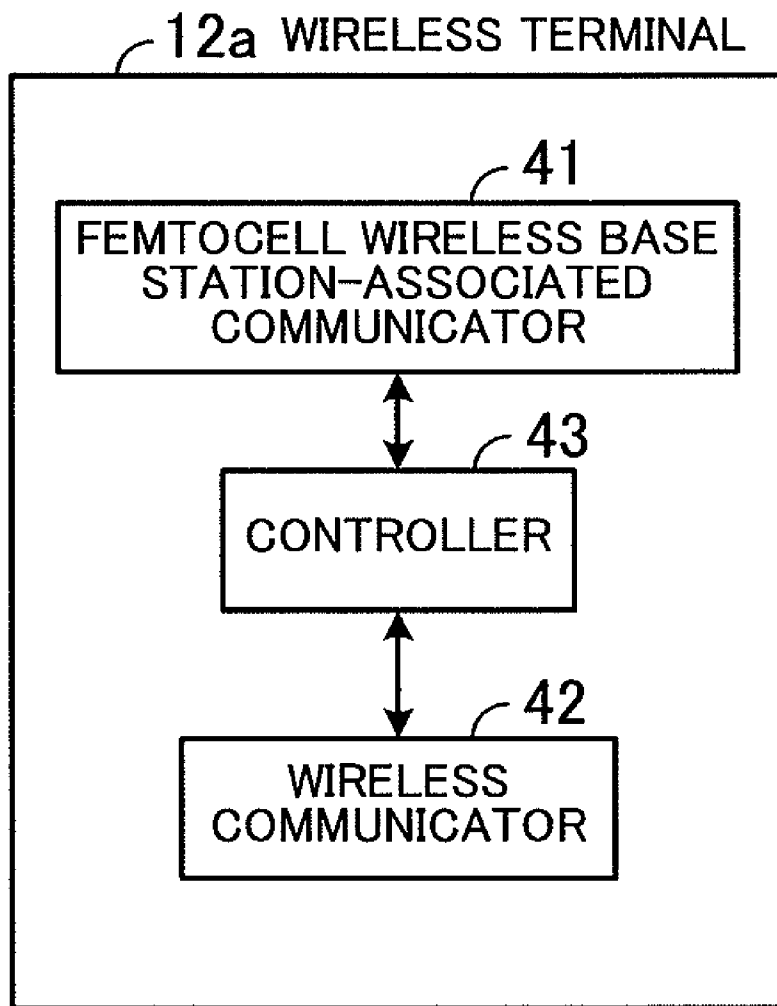 12a WIRELESS TERMINAL
41
FEMTOCELL WIRELESS BASE
STATION-ASSOCIATED
COMMUNICATOR
43
CONTROLLER
42
WIRELESS
COMMUNICATOR